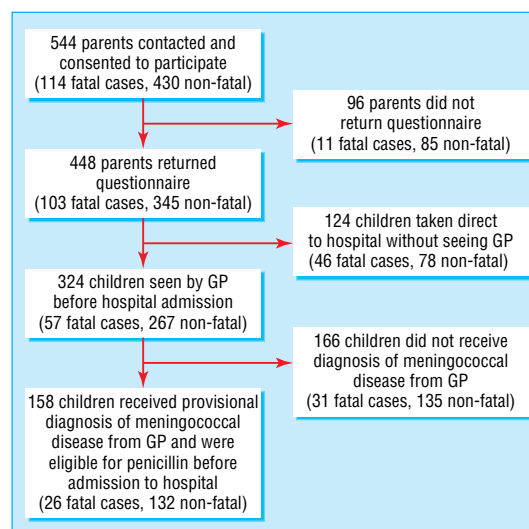 544 parents contacted and
consented to participate
(114 fatal cases, 430 non-fatal)
96 parents did not
return questionnaire
(11 fatal cases, 85 non-fatal)
448 parents returned
questionnaire
(103 fatal cases, 345 non-fatal)
124 children taken direct
to hospital without seeing GP
(46 fatal cases, 78 non-fatal)
324 children seen by GP
before hospital admission
(57 fatal cases, 267 non-fatal)
166 children did not receive
diagnosis of meningococcal
disease from GP
(31 fatal cases, 135 non-fatal)
158 children received provisional
diagnosis of meningococcal
disease from GP and were
eligible for penicillin before
admission to hospital
(26 fatal cases, 132 non-fatal)